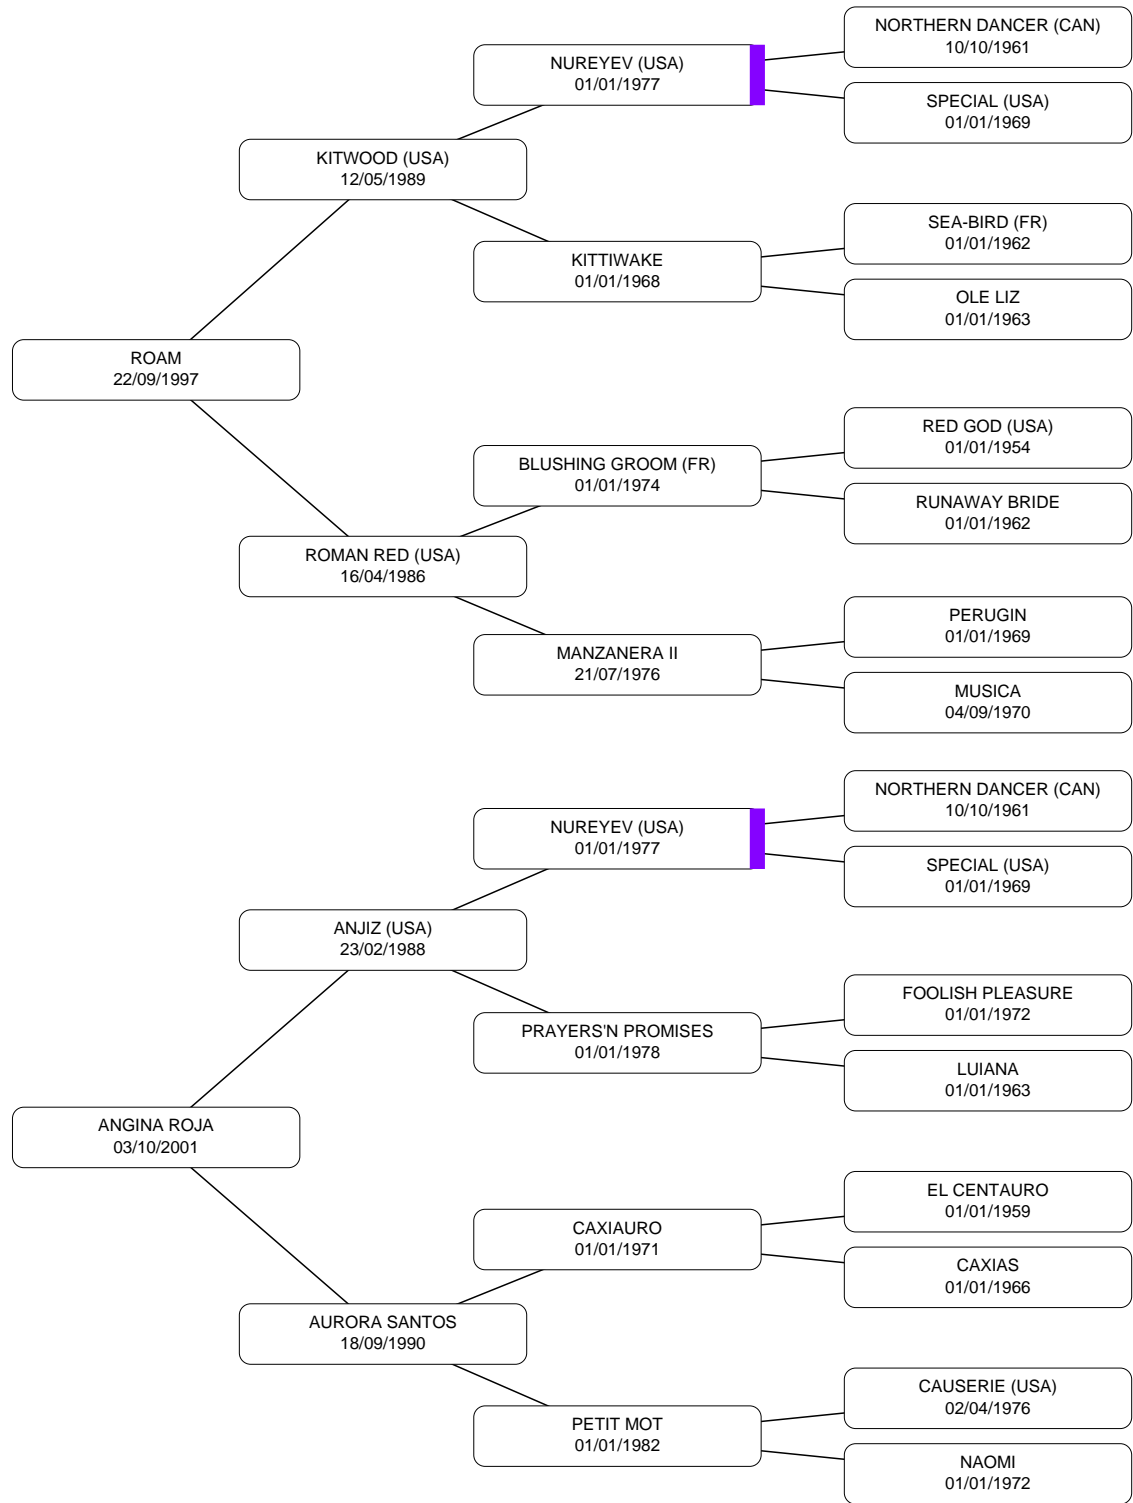 NORTHERN DANCER (CAN)
10/10/1961
NUREYEV (USA)
01/01/1977
SPECIAL (USA)
01/01/1969
KITWOOD (USA)
12/05/1989
SEA-BIRD (FR)
01/01/1962
KITTIWAKE
01/01/1968
OLE LIZ
01/01/1963
ROAM
22/09/1997
RED GOD (USA)
01/01/1954
BLUSHING GROOM (FR)
01/01/1974
RUNAWAY BRIDE
01/01/1962
ROMAN RED (USA)
16/04/1986
PERUGIN
01/01/1969
MANZANERA II
21/07/1976
MUSICA
04/09/1970
NORTHERN DANCER (CAN)
10/10/1961
NUREYEV (USA)
01/01/1977
SPECIAL (USA)
01/01/1969
ANJIZ (USA)
23/02/1988
FOOLISH PLEASURE
01/01/1972
PRAYERS'N PROMISES
01/01/1978
LUIANA
01/01/1963
ANGINA ROJA
03/10/2001
EL CENTAURO
01/01/1959
CAXIAURO
01/01/1971
CAXIAS
01/01/1966
AURORA SANTOS
18/09/1990
CAUSERIE (USA)
02/04/1976
PETIT MOT
01/01/1982
NAOMI
01/01/1972